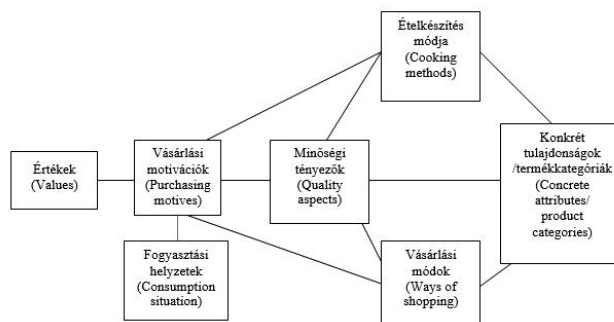 Ételkészítés
módja
(Cooking
methods)
Értékek
(Values)
Vásárlási
motivációk
(Purchasing
motives)
Minőségi
tényezők
(Quality
aspects)
Konkrét
tulajdonságok
/termékkategóriák
(Concrete
attributes/
product
categories)
Fogyasztási
helyzetek
(Consumption
situation)
Vásárlási
módok
(Ways of
shopping)